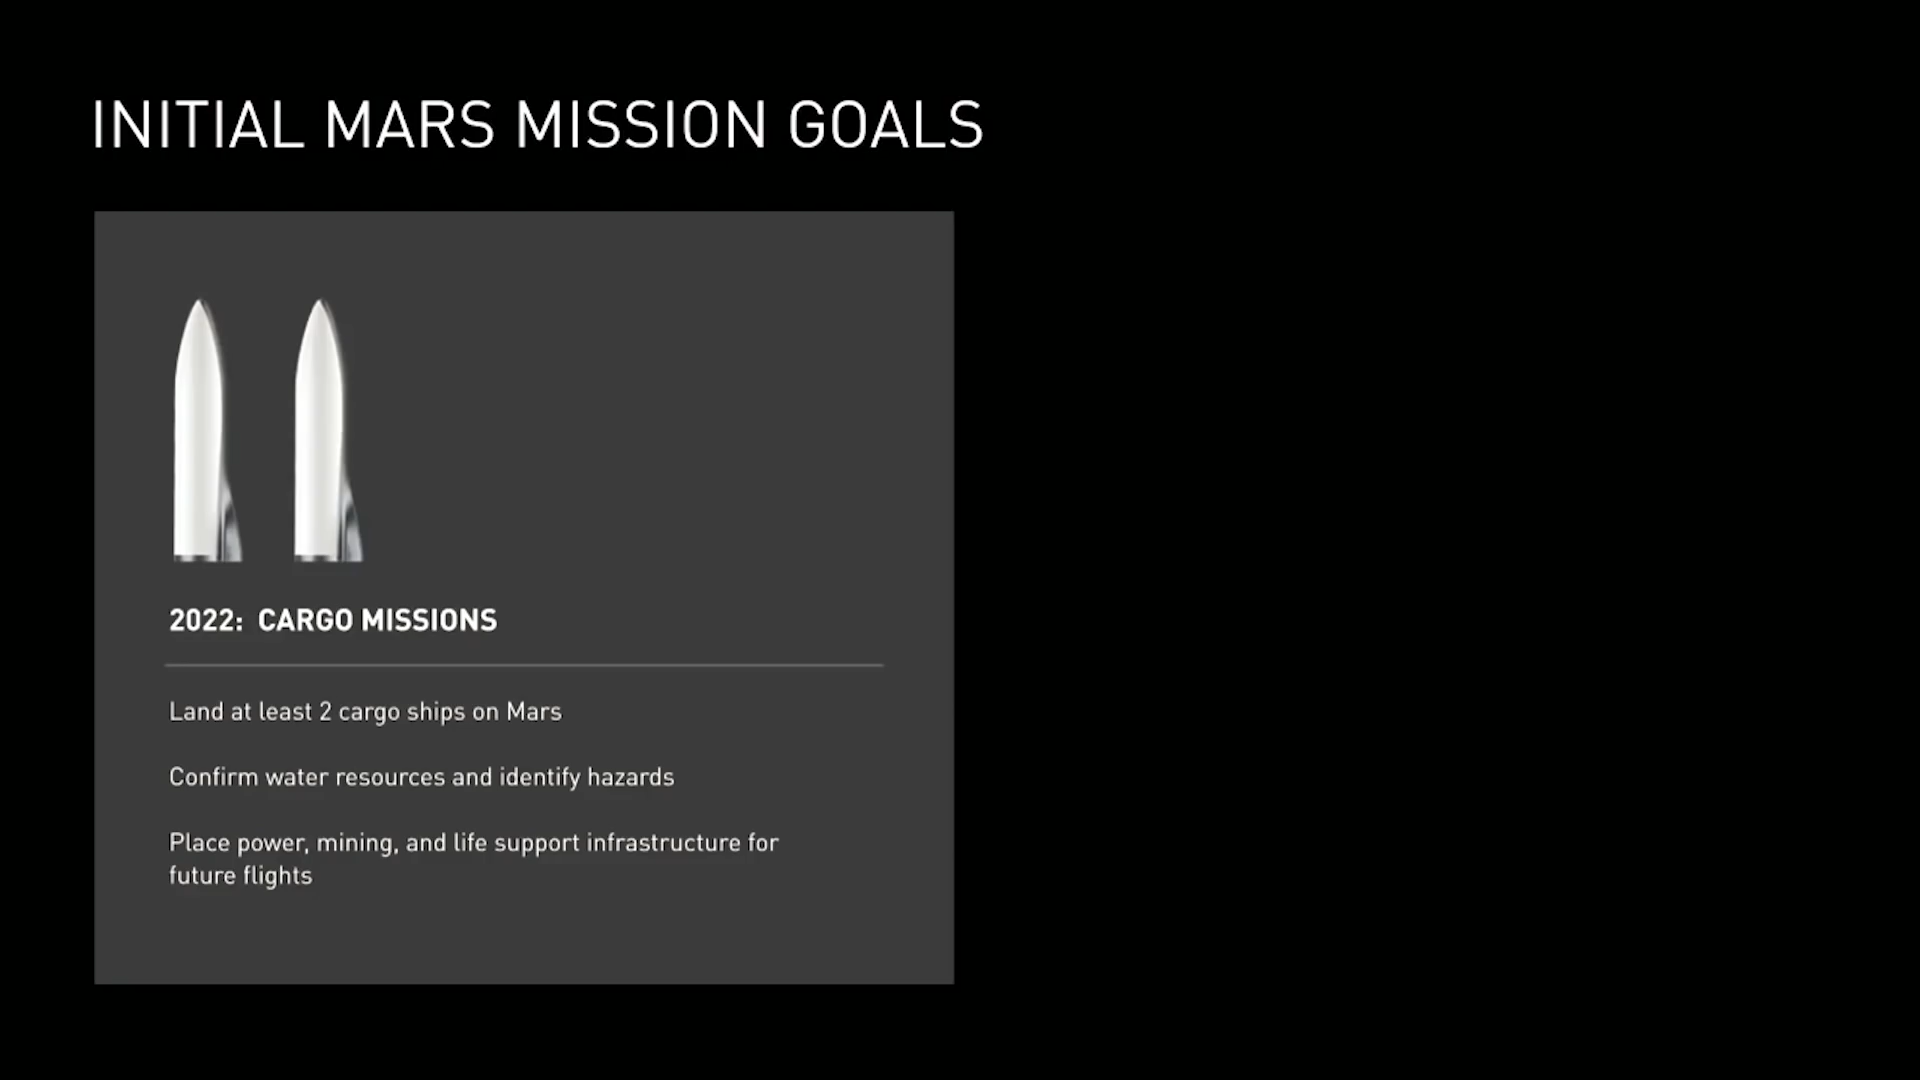 INITIAL MARS MISSION GOALS
2022: CARGO MISSIONS
Land at least 2 cargo ships on Mars
Confirm water resources and identify hazards
Place power, mining, and life support infrastructure for
future flights